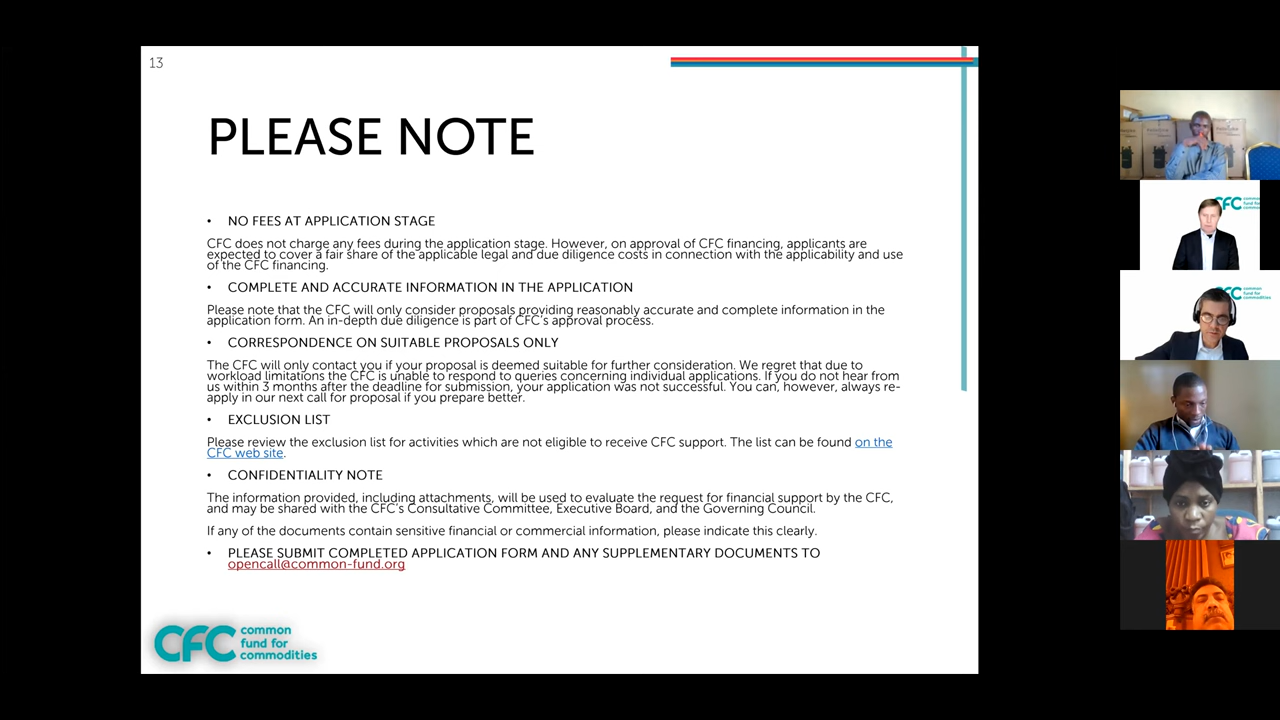 13
PLEASE NOTE
• NO FEES AT APPLICATION STAGE
CFC does not charge any fees during the application stage. However, on approval of CFC financing, applicants are
expected to cover a fair share of the applicable legal and due diligence costs in connection with the applicability and use
of the CFC financing.
• COMPLETE AND ACCURATE INFORMATION IN THE APPLICATION
Please note that the CFC will only consider proposals providing reasonably accurate and complete information in the
application form. An in-depth due diligence is part of CFC's approval process.
• CORRESPONDENCE ON SUITABLE PROPOSALS ONLY
The CFC will only contact you if your proposal is deemed suitable for further consideration. We regret that due to
workload limitations the CFC is unable to respond to queries concerning individual applications. If you do not hear from
us within 3 months after the deadline for submission, your application was not successful. You can, however, always re-
apply in our next call for proposal if you prepare better.
• EXCLUSION LIST
Please review the exclusion list for activities which are not eligible to receive CFC support. The list can be found on the
CFC web site.
• CONFIDENTIALITY NOTE
The information provided, including attachments, will be used to evaluate the request for financial support by the CFC,
and may be shared with the CFC's Consultative Committee, Executive Board, and the Governing Council.
If any of the documents contain sensitive financial or commercial information, please indicate this clearly.
• PLEASE SUBMIT COMPLETED APPLICATION FORM AND ANY SUPPLEMENTARY DOCUMENTS TO
opencall@common-fund.org
CFC common
fund for
commodities
common
fund for